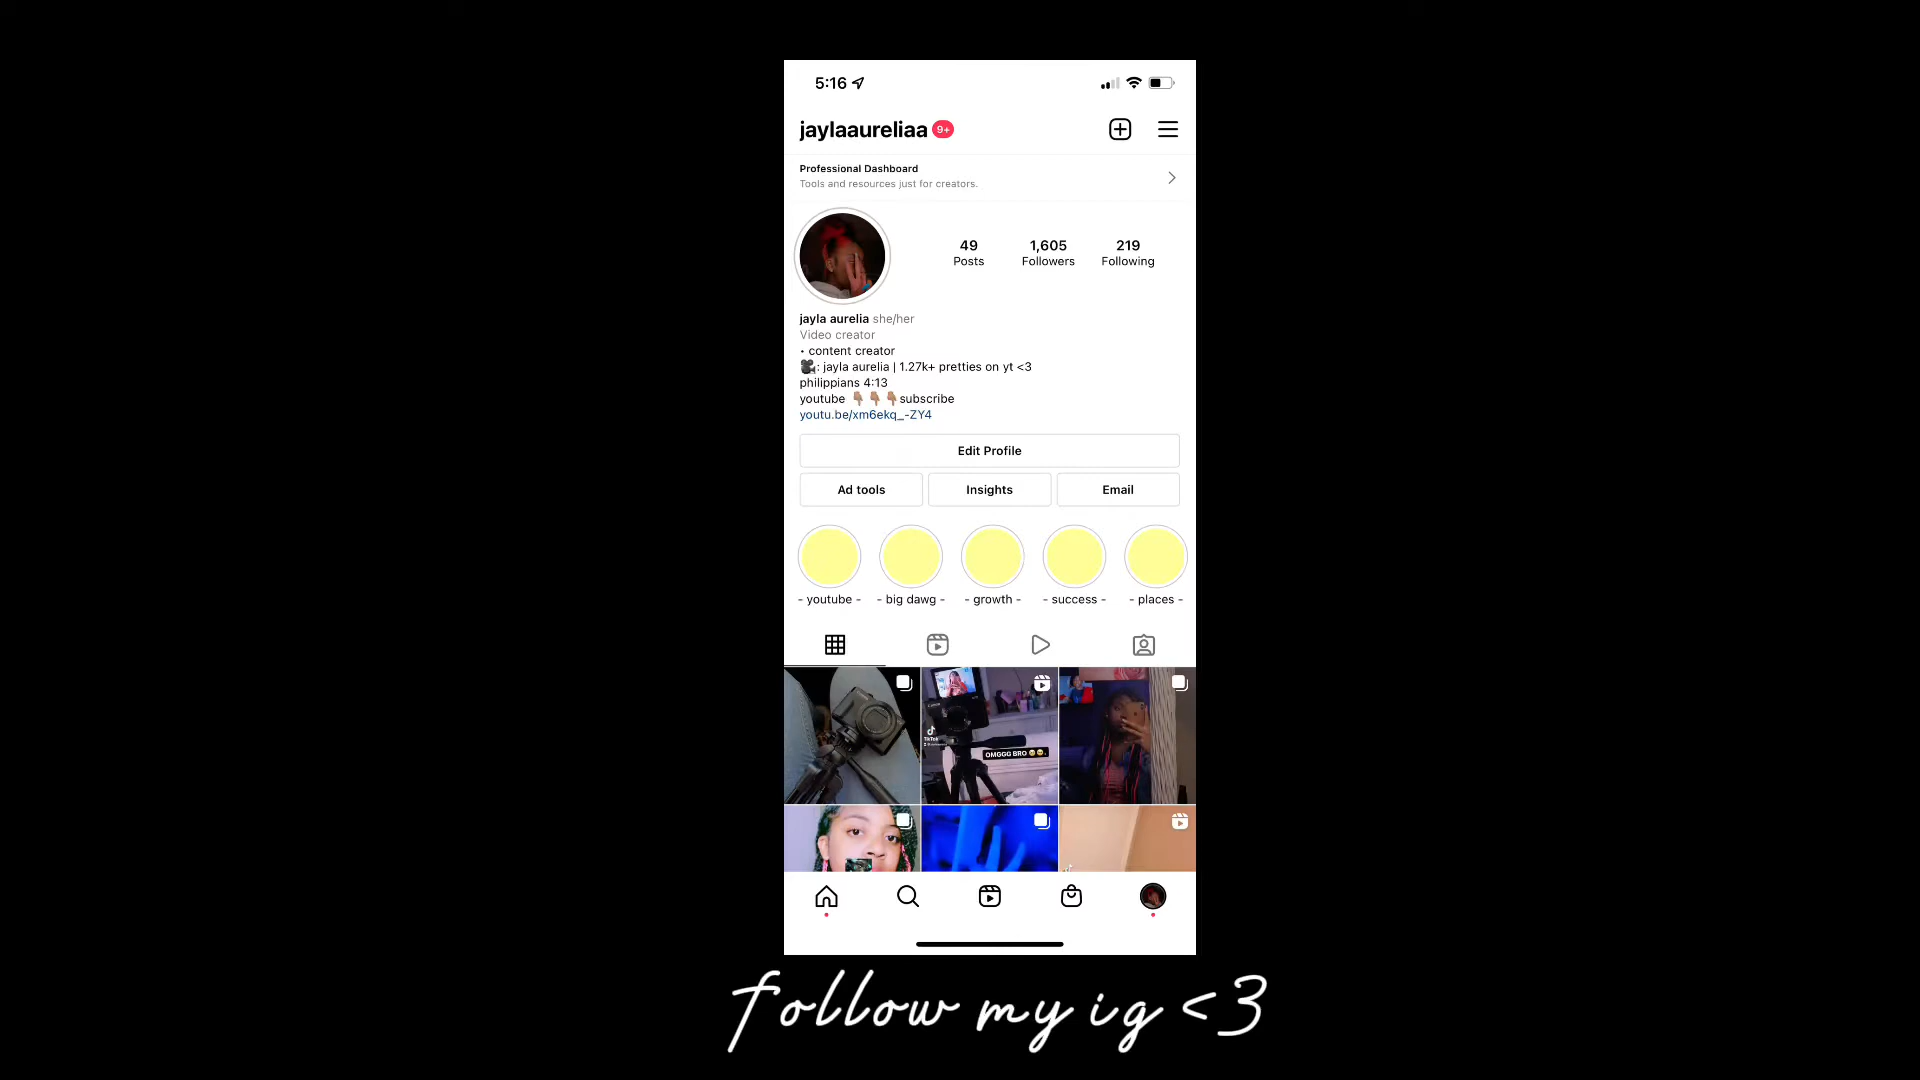 5:16
jaylaaureliaa 9+
Professional Dashboard
Tools and resources just for creators.
49 1,605 219
Posts Followers Following
jayla aurelia she/her
Video creator
• content creator
🎥: jayla aurelia | 1.27k+ pretties on yt <3
philippians 4:13
youtube 👇🏽👇🏽👇🏽subscribe
youtu.be/xm6ekq_-ZY4
Edit Profile
Ad tools Insights Email
- youtube - - big dawg - - growth - - success - - places -
TikTok
OMGGG BRO
follow my ig <3